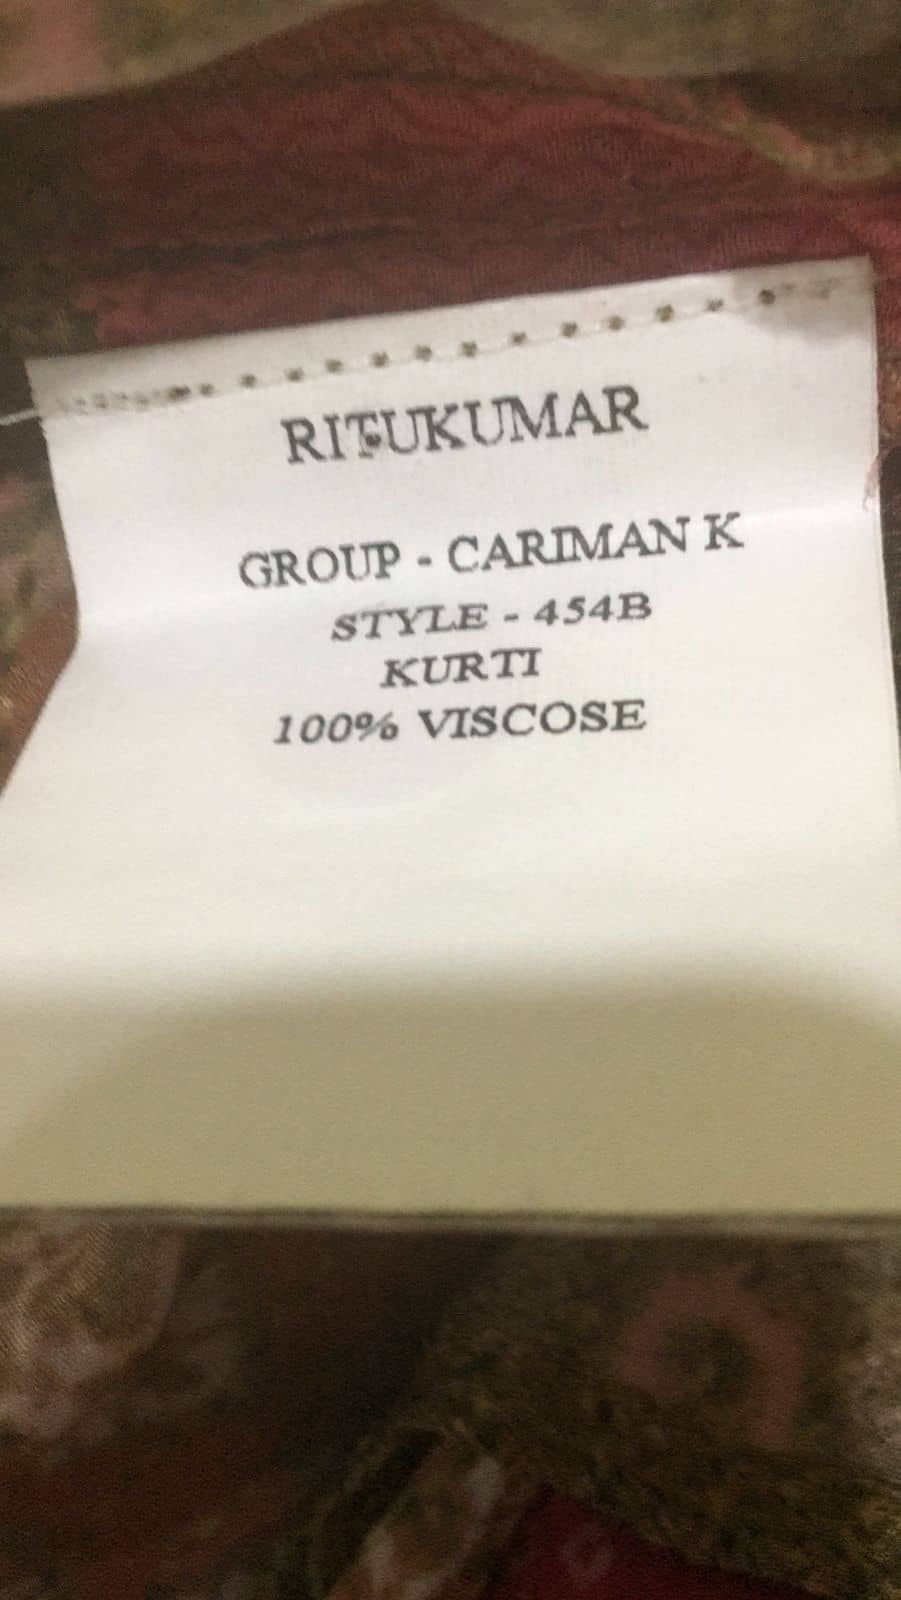 RITUKUMAR
GROUP - CARIMAN K
STYLE - 454B
KURTI
100% VISCOSE